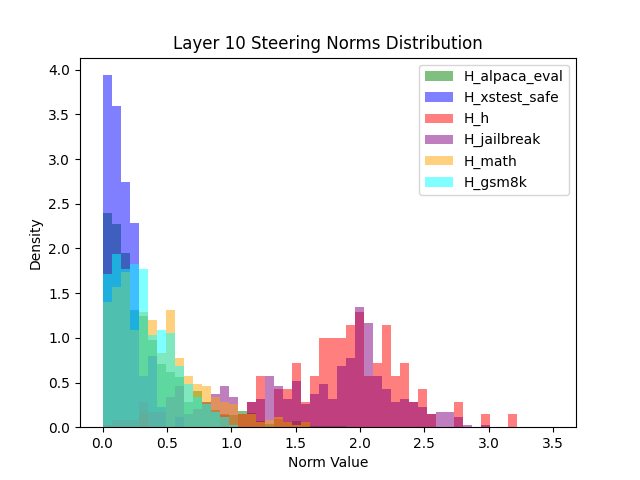 Layer 10 Steering Norms Distribution
4.0
3.5
3.0
2.5
2.0
1.5
1.0
0.5
0.0
Density
H_alpaca_eval
H_xstest_safe
H_h
H_jailbreak
H_math
H_gsm8k
0.0 0.5 1.0 1.5 2.0 2.5 3.0 3.5
Norm Value